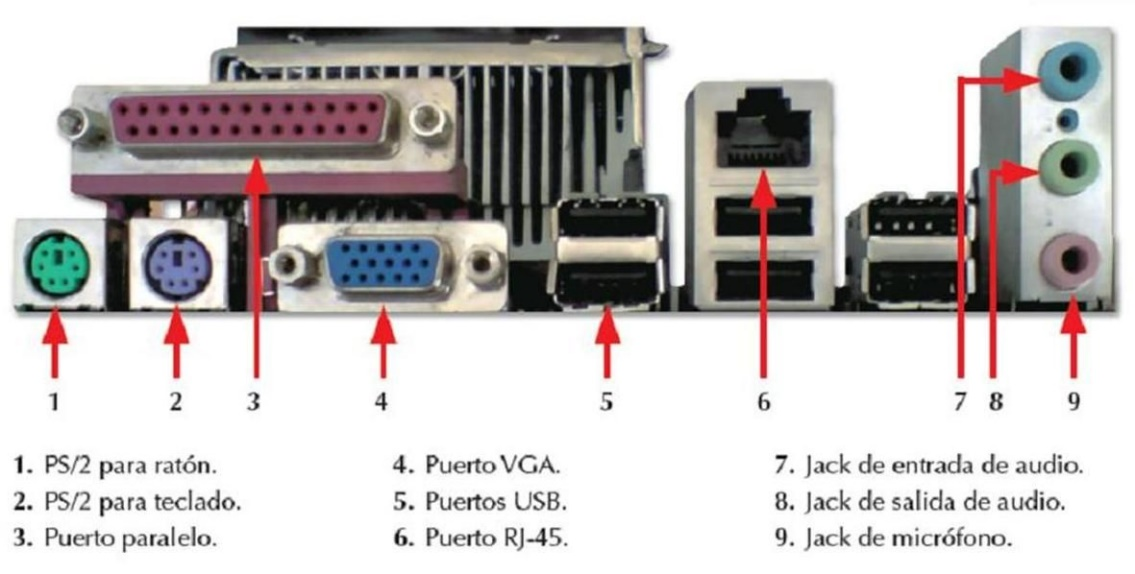 1 2 3 4 5 6 7 8 9
1. PS/2 para ratón.
2. PS/2 para teclado.
3. Puerto paralelo.
4. Puerto VGA.
5. Puertos USB.
6. Puerto RJ-45.
7. Jack de entrada de audio.
8. Jack de salida de audio.
9. Jack de micrófono.